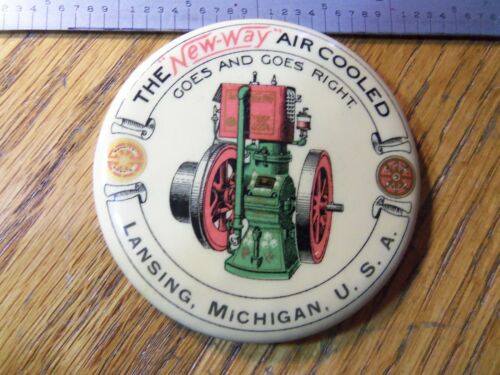 THE "New-Way" AIR COOLED
GOES AND GOES RIGHT.
LANSING, MICHIGAN, U. S. A.